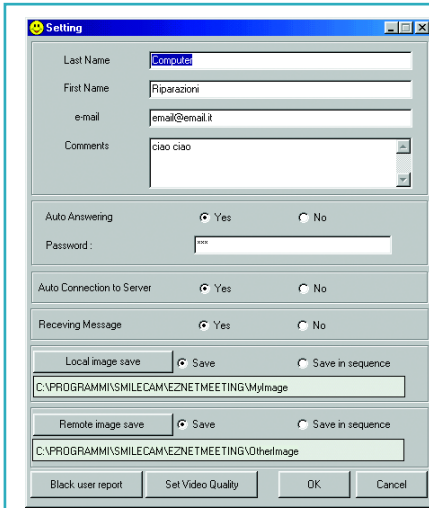 Setting
Last Name Computer
First Name Riparazioni
e-mail email@email.it
Comments ciao ciao
Auto Answering Yes No
Password : ***
Auto Connection to Server Yes No
Receving Message Yes No
Local image save Save Save in sequence
C:\PROGRAMMI\SMILECAM\EZNETMEETING\MyImage
Remote image save Save Save in sequence
C:\PROGRAMMI\SMILECAM\EZNETMEETING\OtherImage
Black user report Set Video Quality OK Cancel